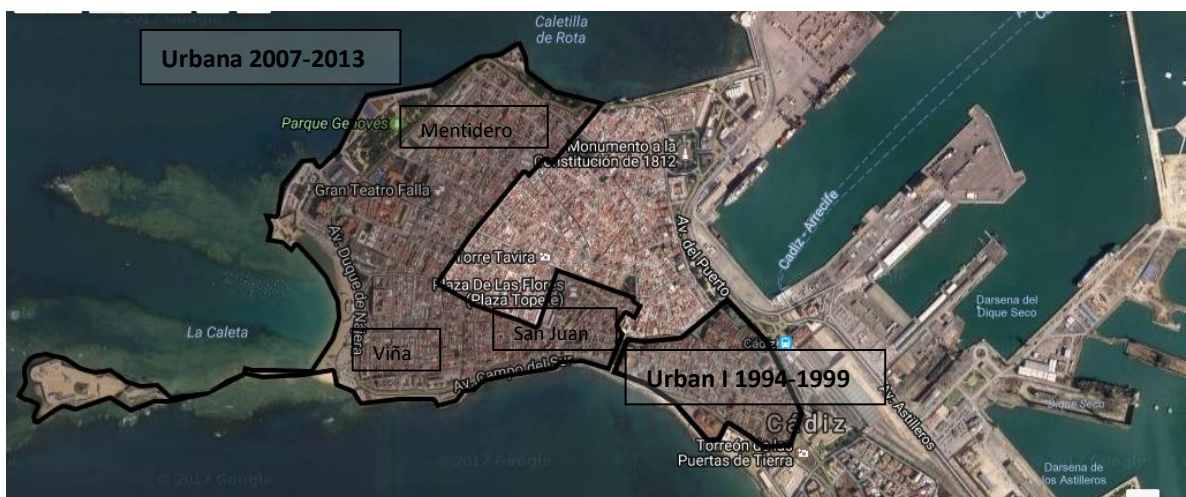 © 2017 Google
Caletilla
de Rota
Urbana 2007-2013
Parque Genovés
Mentidero
Monumento a la
Constitución de 1812
Gran Teatro Falla
Av. Duque de Nájera
Torre Tavira
Plaza De Las Flores
(Plaza Topete)
Av. del Puerto
Cadiz - Arrecife
Darsena del
Dique Seco
La Caleta
Viña
San Juan
Av. Campo del Sur
Cádiz
Urban I 1994-1999
Av. Astilleros
Dique Seco
Cádiz
Torreón de las
Puertas de Tierra
© 2017 Google
Darsena de
los Astilleros